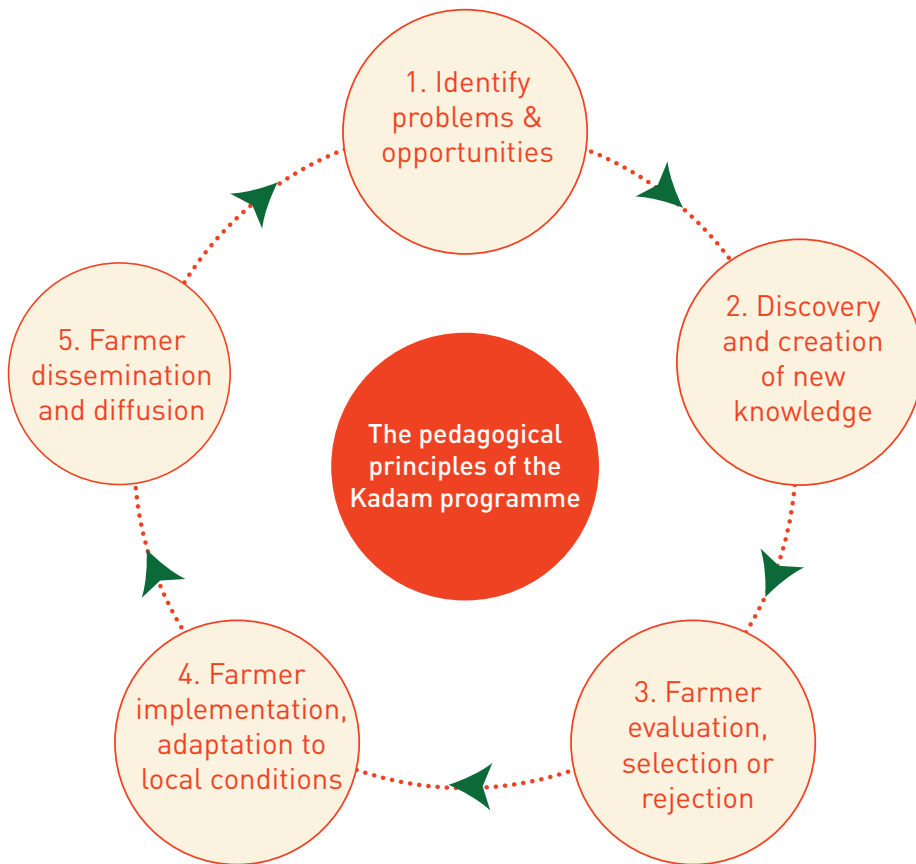 1. Identify
problems &
opportunities
2. Discovery
and creation
of new
knowledge
3. Farmer
evaluation,
selection or
rejection
4. Farmer
implementation,
adaptation to
local conditions
5. Farmer
dissemination
and diffusion
The pedagogical
principles of the
Kadam programme